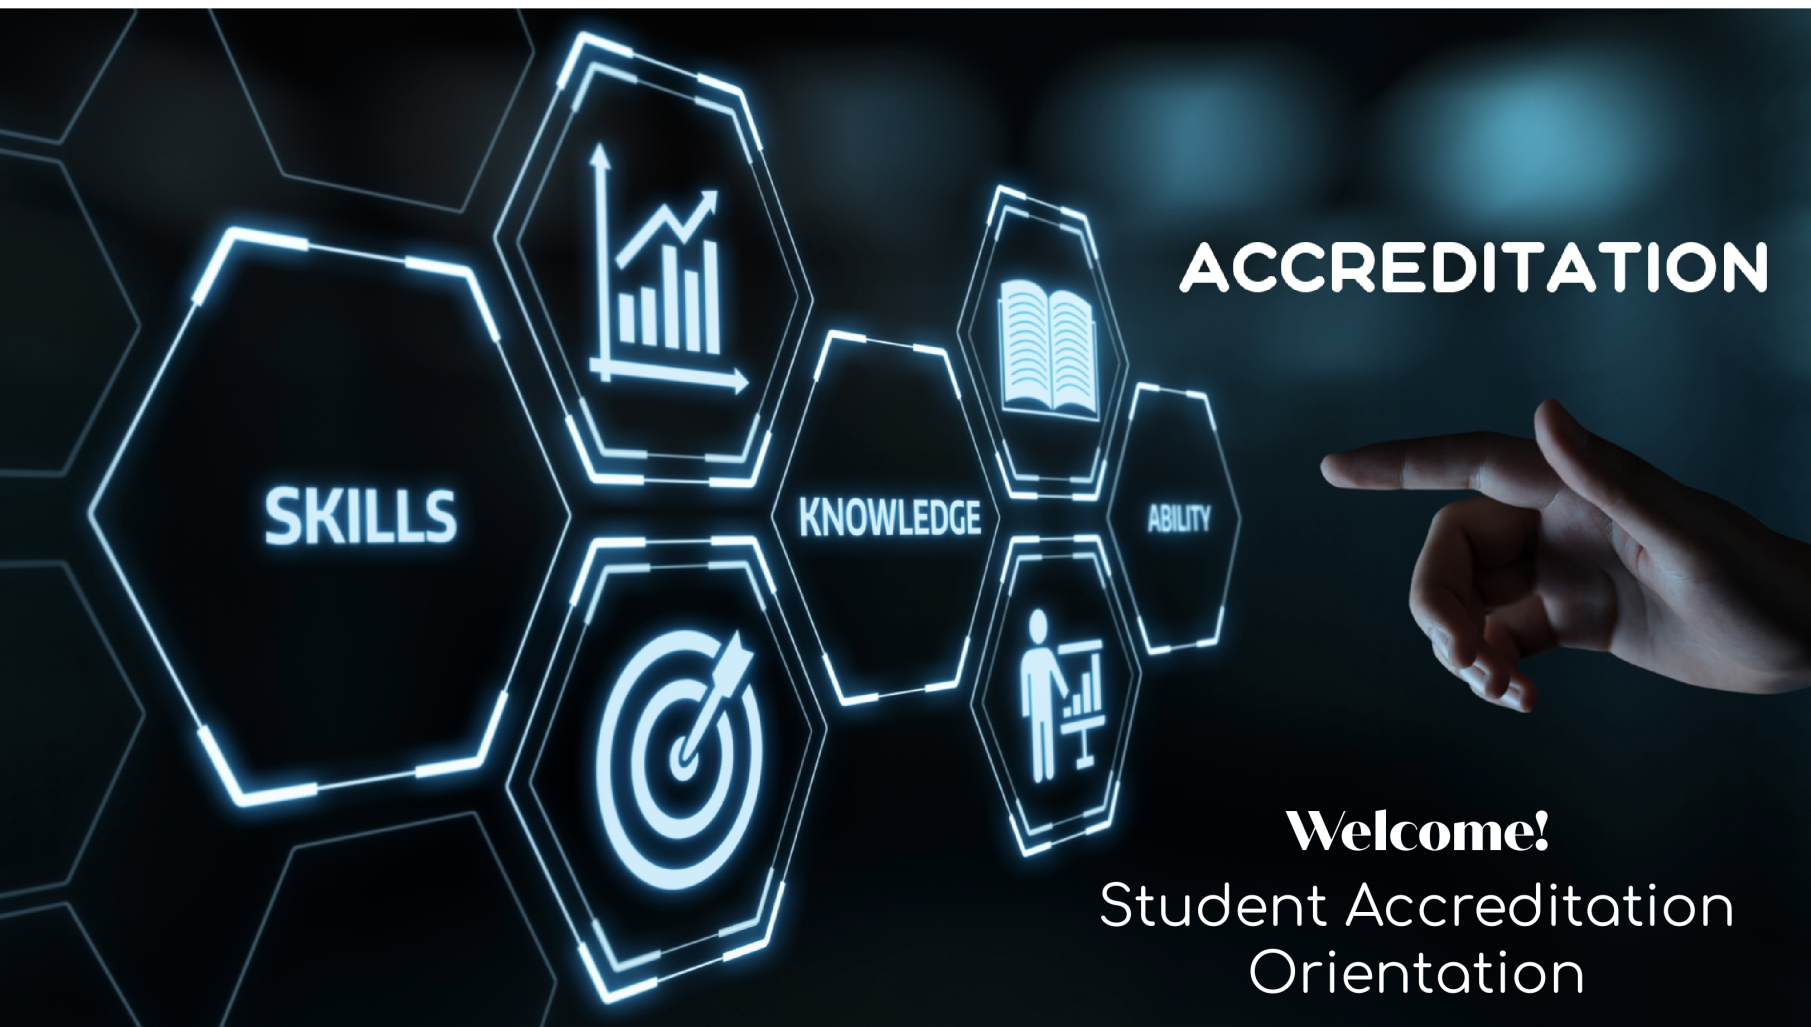 ACCREDITATION
SKILLS
KNOWLEDGE
ABILITY
Welcome!
Student Accreditation
Orientation